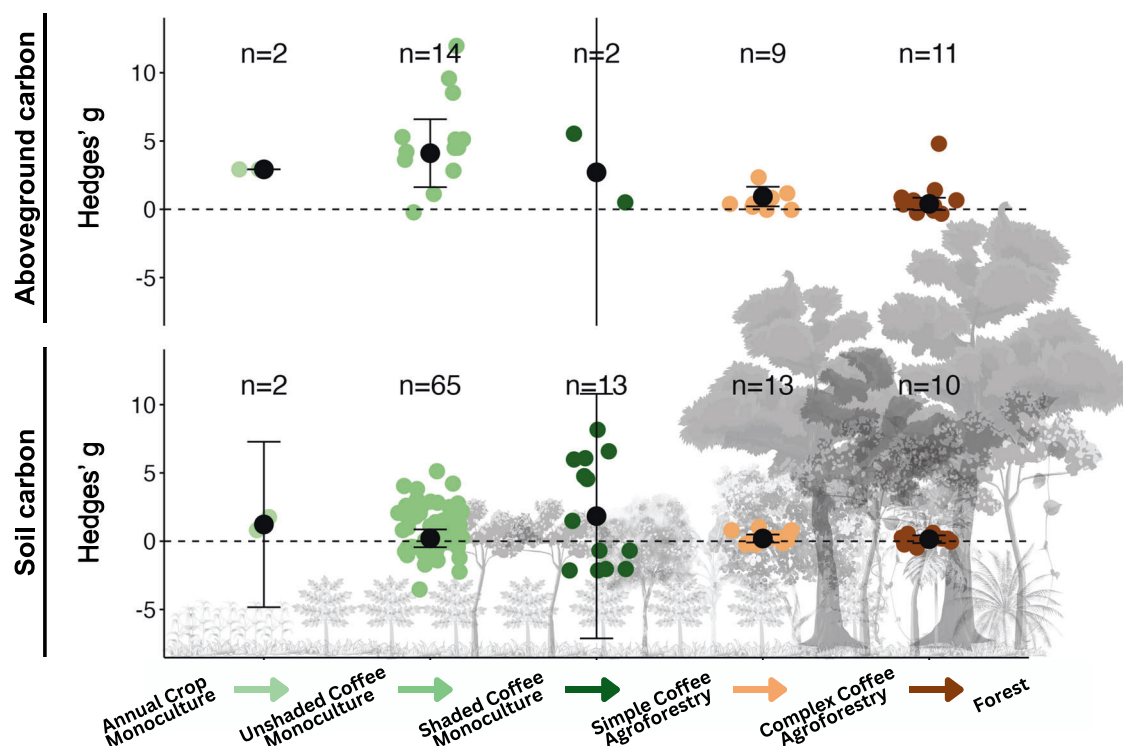 Aboveground carbon
Hedges' g
10
5
0
-5
n=2
n=14
n=2
n=9
n=11
Soil carbon
Hedges' g
10
5
0
-5
n=2
n=65
n=13
n=13
n=10
Annual Crop
Monoculture
Unshaded Coffee
Monoculture
Shaded Coffee
Monoculture
Simple Coffee
Agroforestry
Complex Coffee
Agroforestry
Forest